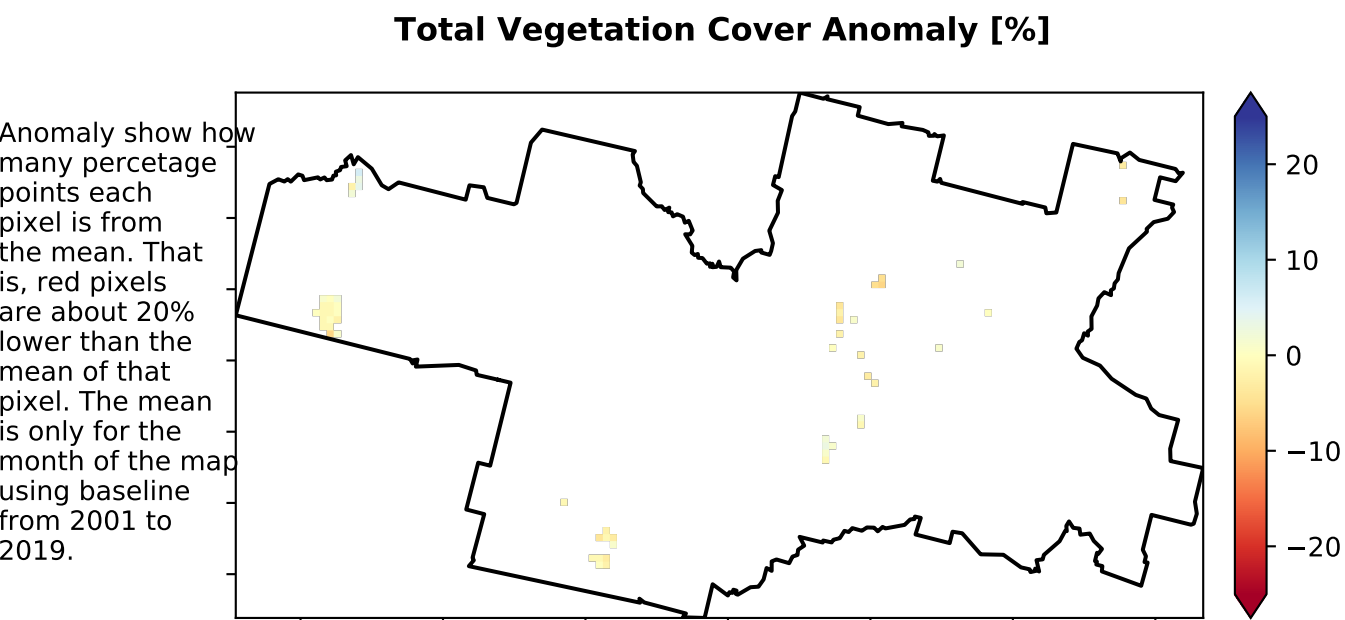 Total Vegetation Cover Anomaly [%]
Anomaly show how
many percetage
points each
pixel is from
the mean. That
is, red pixels
are about 20%
lower than the
mean of that
pixel. The mean
is only for the
month of the map
using baseline
from 2001 to
2019.
20
10
0
−10
−20